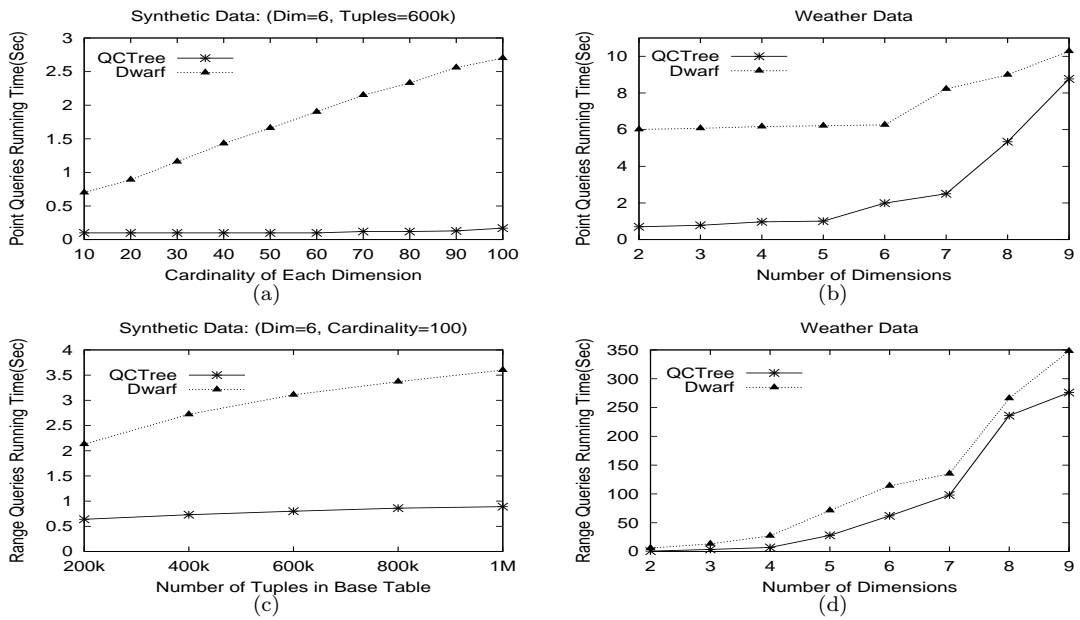 Synthetic Data: (Dim=6, Tuples=600k)
Point Queries Running Time(Sec)
3
2.5
2
1.5
1
0.5
0
QCTree
Dwarf
10 20 30 40 50 60 70 80 90 100
Cardinality of Each Dimension
(a)
Weather Data
Point Queries Running Time(Sec)
10
8
6
4
2
0
QCTree
Dwarf
2 3 4 5 6 7 8 9
Number of Dimensions
(b)
Synthetic Data: (Dim=6, Cardinality=100)
Range Queries Running Time(Sec)
4
3.5
3
2.5
2
1.5
1
0.5
0
QCTree
Dwarf
200k 400k 600k 800k 1M
Number of Tuples in Base Table
(c)
Weather Data
Range Queries Running Time(Sec)
350
300
250
200
150
100
50
0
QCTree
Dwarf
2 3 4 5 6 7 8 9
Number of Dimensions
(d)